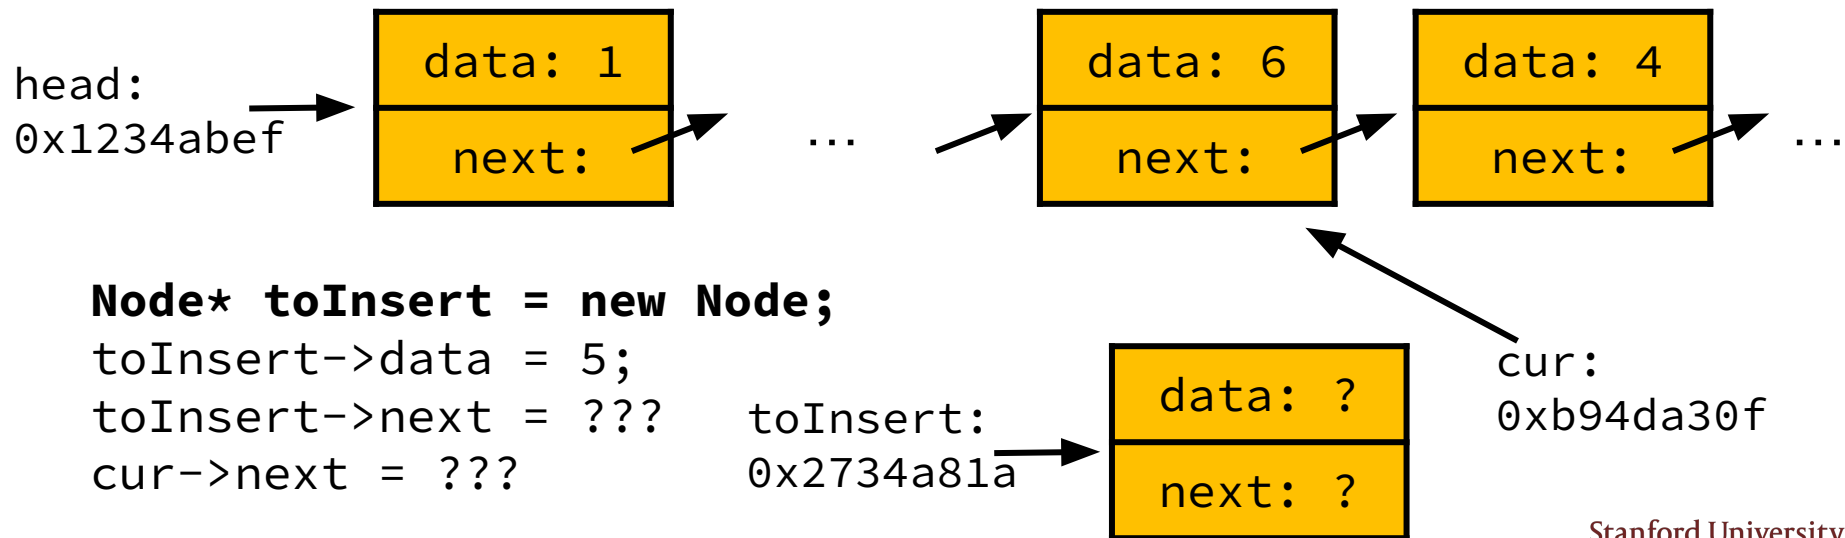 head:
0x1234abef
data: 1
next:
...
data: 6
next:
data: 4
next:
...
Node* toInsert = new Node;
toInsert->data = 5;
toInsert->next = ???
cur->next = ???
toInsert:
0x2734a81a
data: ?
next: ?
cur:
0xb94da30f
Stanford University